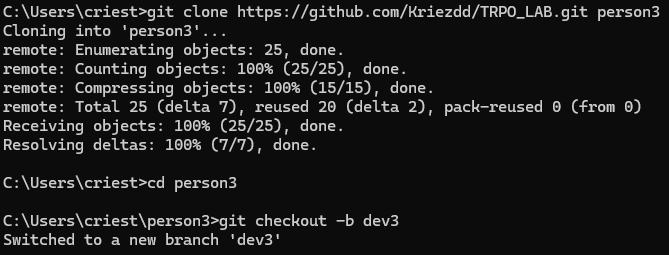 C:\Users\criest>git clone https://github.com/Kriezdd/TRPO_LAB.git person3
Cloning into 'person3'...
remote: Enumerating objects: 25, done.
remote: Counting objects: 100% (25/25), done.
remote: Compressing objects: 100% (15/15), done.
remote: Total 25 (delta 7), reused 20 (delta 2), pack-reused 0 (from 0)
Receiving objects: 100% (25/25), done.
Resolving deltas: 100% (7/7), done.
C:\Users\criest>cd person3
C:\Users\criest\person3>git checkout -b dev3
Switched to a new branch 'dev3'